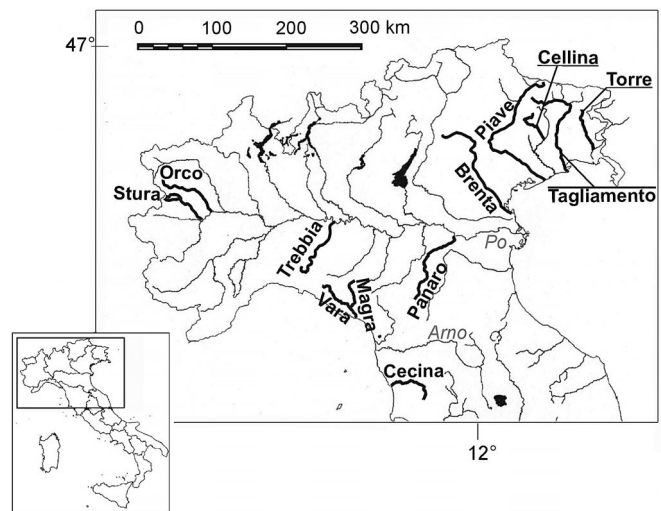 0 100 200 300 km
47°
Cellina
Torre
Piave
Orco
Stura
Brenta
Tagliamento
Trebbia
Po
Panaro
Magra
Vara
Arno
Cecina
12°